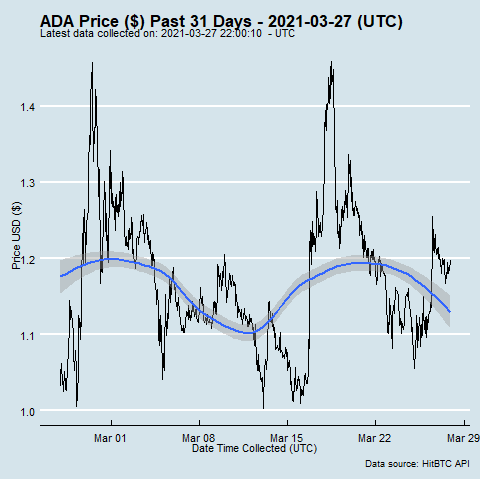 ADA Price ($) Past 31 Days - 2021-03-27 (UTC)
Latest data collected on: 2021-03-27 22:00:10  - UTC
1.4
1.3
1.2
1.1
1.0
Price USD ($)
Mar 01 Mar 08 Mar 15 Mar 22 Mar 29
Date Time Collected (UTC)
Data source: HitBTC API